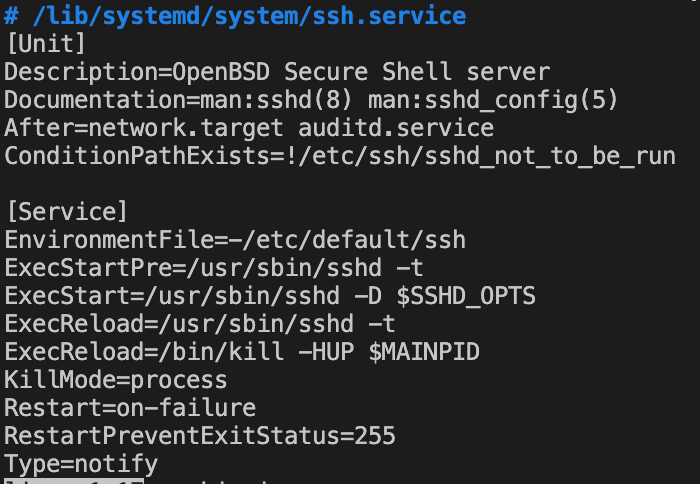 # /lib/systemd/system/ssh.service
[Unit]
Description=OpenBSD Secure Shell server
Documentation=man:sshd(8) man:sshd_config(5)
After=network.target auditd.service
ConditionPathExists=!/etc/ssh/sshd_not_to_be_run
[Service]
EnvironmentFile=-/etc/default/ssh
ExecStartPre=/usr/sbin/sshd -t
ExecStart=/usr/sbin/sshd -D $SSHD_OPTS
ExecReload=/usr/sbin/sshd -t
ExecReload=/bin/kill -HUP $MAINPID
KillMode=process
Restart=on-failure
RestartPreventExitStatus=255
Type=notify